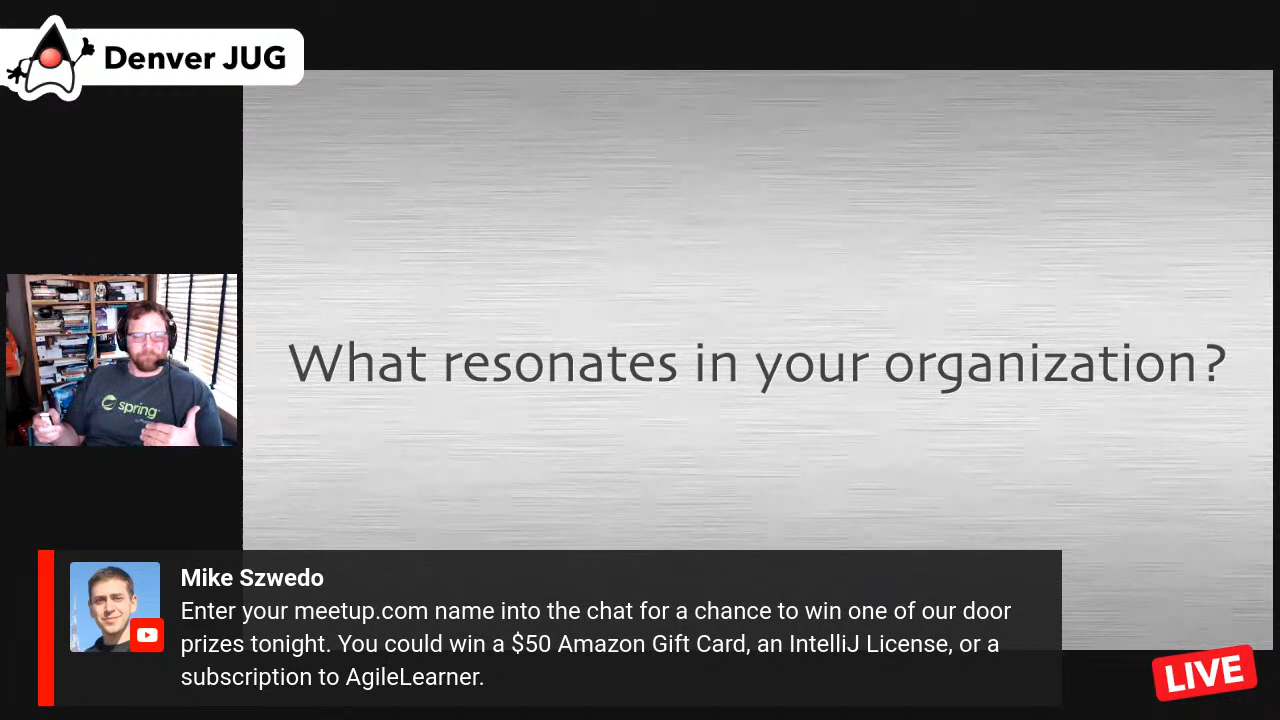 Denver JUG
What resonates in your organization?
spring
Mike Szwedo
Enter your meetup.com name into the chat for a chance to win one of our door
prizes tonight. You could win a $50 Amazon Gift Card, an IntelliJ License, or a
subscription to AgileLearner.
LIVE